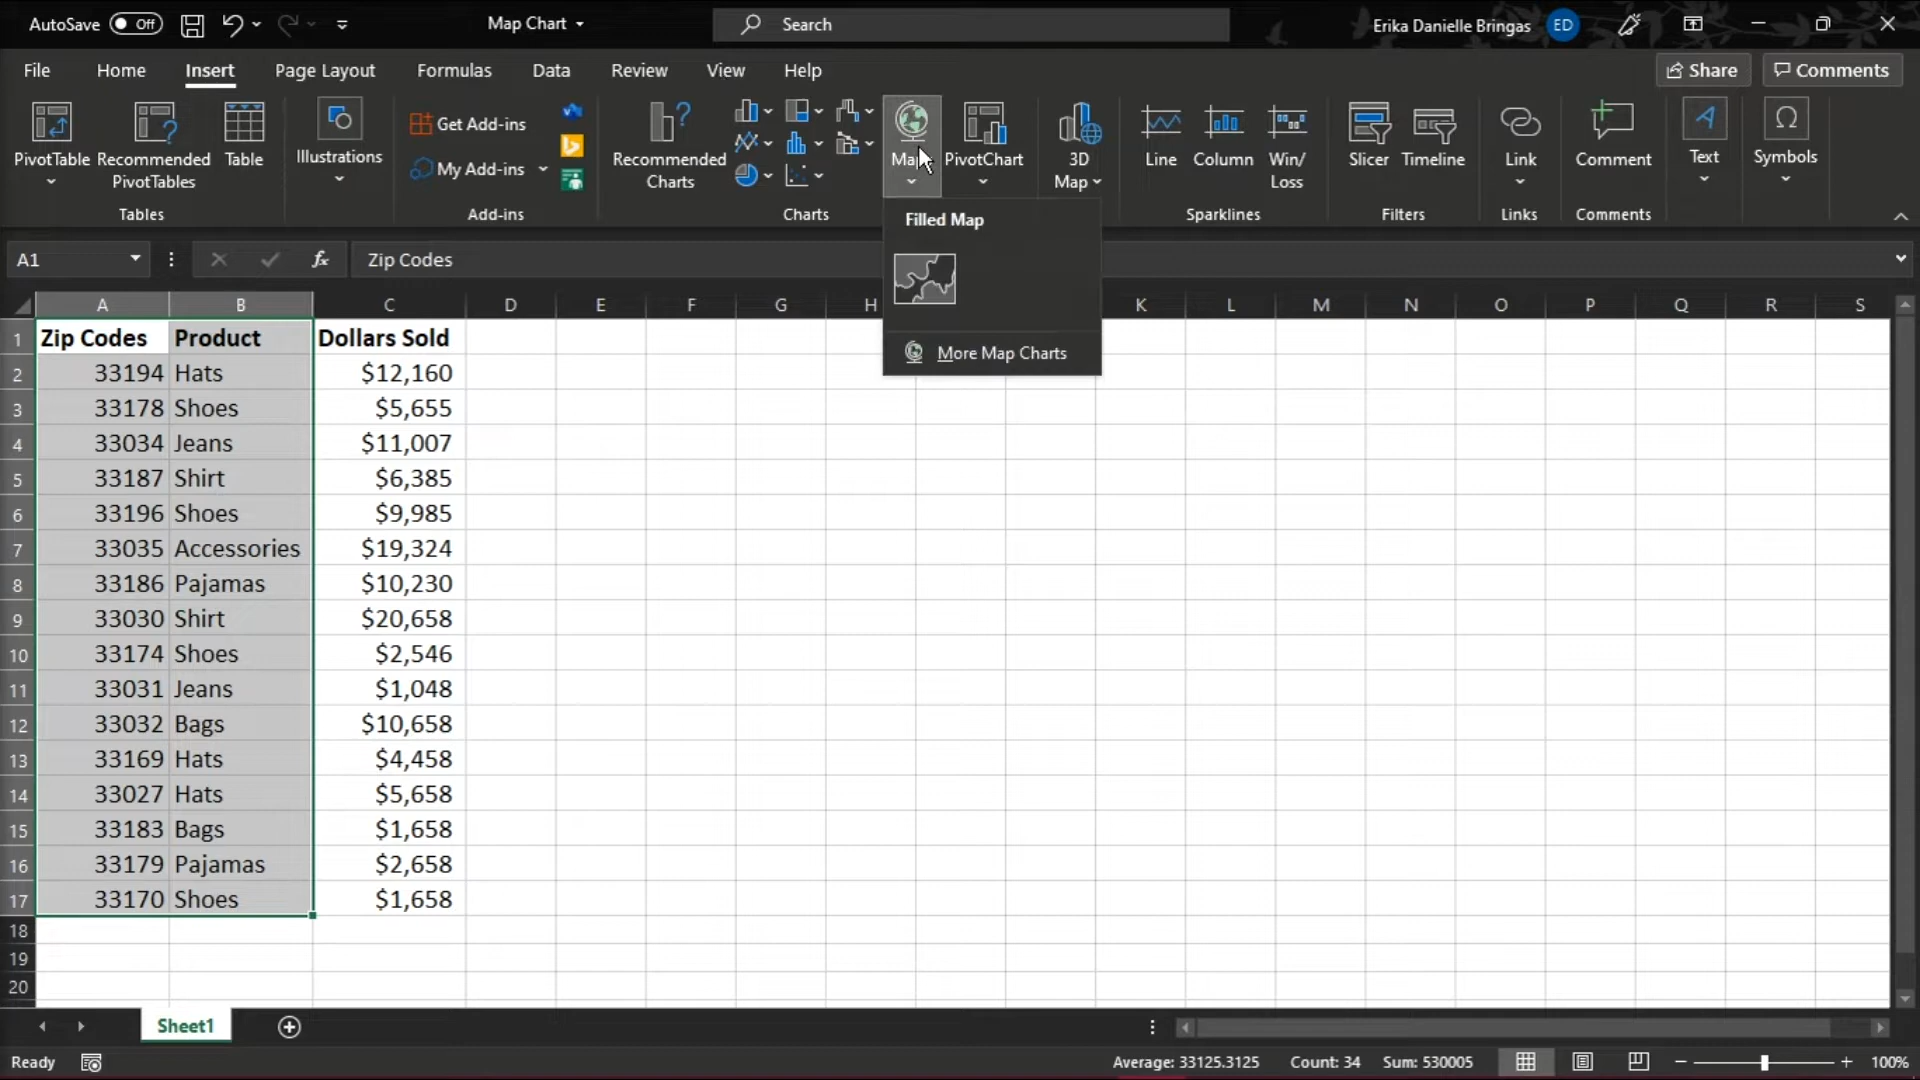 AutoSave Off Map Chart Search Erika Danielle Bringas ED
File Home Insert Page Layout Formulas Data Review View Help Share Comments
PivotTable
Recommended
PivotTables
Table
Tables
Illustrations
Get Add-ins
My Add-ins
Add-ins
Recommended
Charts
Charts
PivotChart
3D
Map
Line
Column
Win/
Loss
Sparklines
Slicer
Timeline
Filters
Link
Links
Comment
Comments
Text
Symbols
Filled Map
More Map Charts
A1 fx Zip Codes
A B C D E F G H K L M N O P Q R S
1 Zip Codes Product Dollars Sold
2 33194 Hats $12,160
3 33178 Shoes $5,655
4 33034 Jeans $11,007
5 33187 Shirt $6,385
6 33196 Shoes $9,985
7 33035 Accessories $19,324
8 33186 Pajamas $10,230
9 33030 Shirt $20,658
10 33174 Shoes $2,546
11 33031 Jeans $1,048
12 33032 Bags $10,658
13 33169 Hats $4,458
14 33027 Hats $5,658
15 33183 Bags $1,658
16 33179 Pajamas $2,658
17 33170 Shoes $1,658
18
19
20
Sheet1
Ready Average: 33125.3125 Count: 34 Sum: 530005 100%